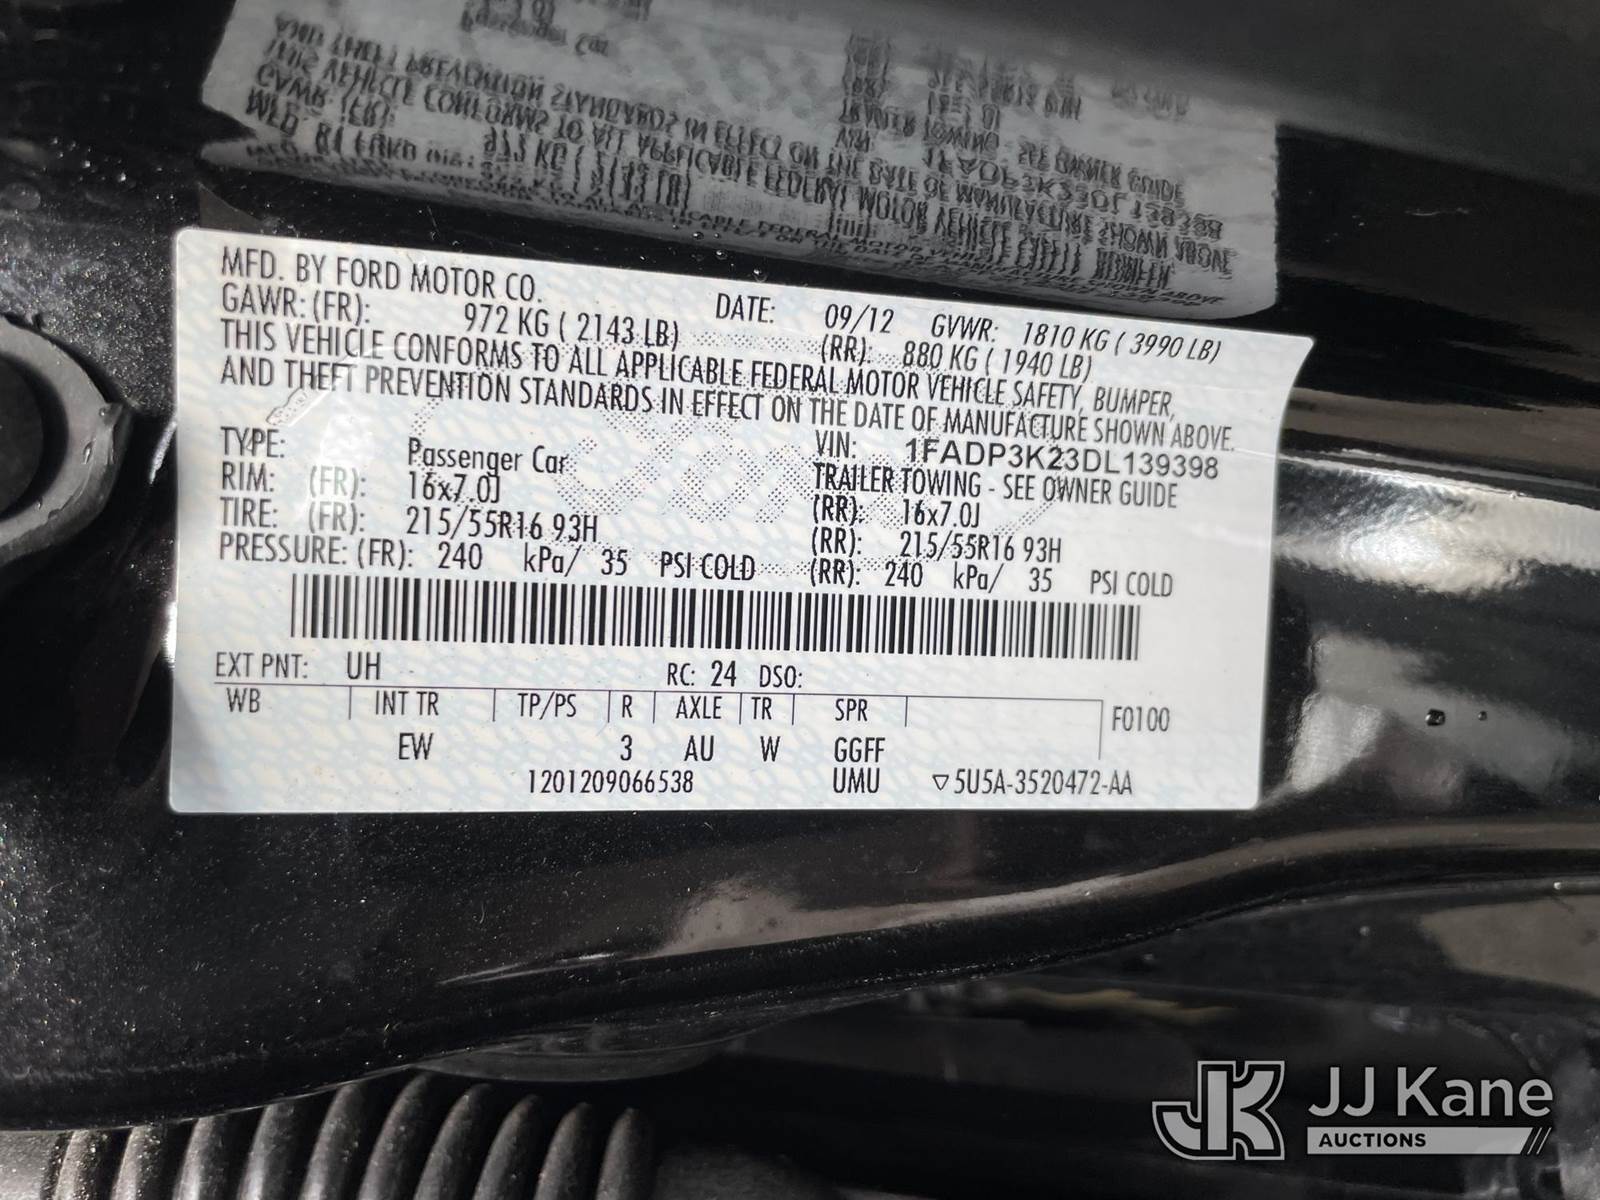 MFD. BY FORD MOTOR CO. DATE: 09/12 GVWR: 1810 KG ( 3990 LB)
GAWR: (FR): 972 KG ( 2143 LB) (RR): 880 KG ( 1940 LB)
THIS VEHICLE CONFORMS TO ALL APPLICABLE FEDERAL MOTOR VEHICLE SAFETY, BUMPER,
AND THEFT PREVENTION STANDARDS IN EFFECT ON THE DATE OF MANUFACTURE SHOWN ABOVE.
VIN: 1FADP3K23DL139398
TYPE: Passenger Car TRAILER TOWING - SEE OWNER GUIDE
RIM: (FR): 16x7.0J (RR): 16x7.0J
TIRE: (FR): 215/55R16 93H (RR): 215/55R16 93H
PRESSURE: (FR): 240 kPa/ 35 PSI COLD (RR): 240 kPa/ 35 PSI COLD
EXT PNT: UH RC: 24 DSO:
WB INT TR TP/PS R AXLE TR SPR F0100
EW 3 AU W GGFF
1201209066538 UMU ▽5U5A-3520472-AA
JK JJ Kane
AUCTIONS